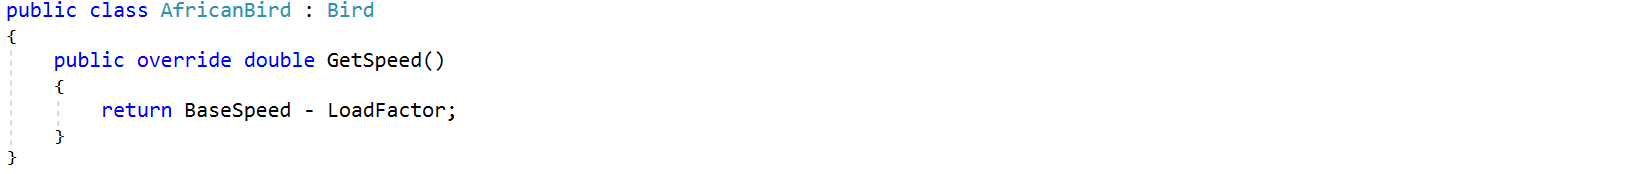 public class AfricanBird : Bird
{
    public override double GetSpeed()
    {
        return BaseSpeed - LoadFactor;
    }
}